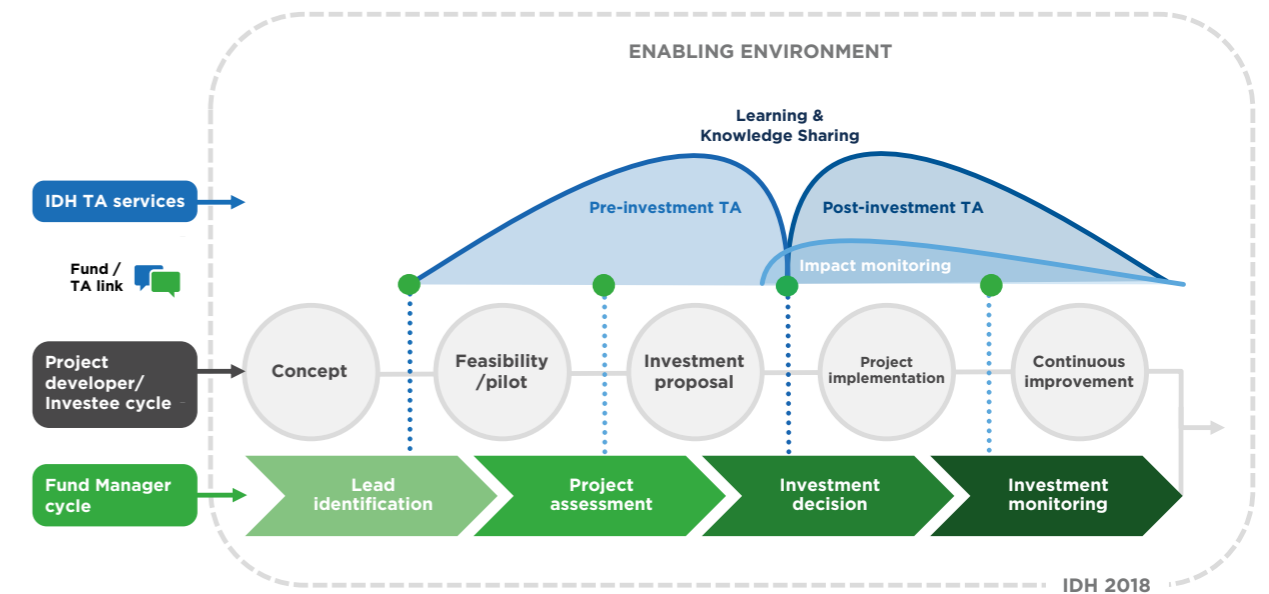 ENABLING ENVIRONMENT
Learning &
Knowledge Sharing
IDH TA services
Pre-investment TA
Post-investment TA
Fund /
TA link
Impact monitoring
Project
developer/
Investee cycle
Concept
Feasibility
/pilot
Investment
proposal
Project
implementation
Continuous
improvement
Fund Manager
cycle
Lead
identification
Project
assessment
Investment
decision
Investment
monitoring
IDH 2018